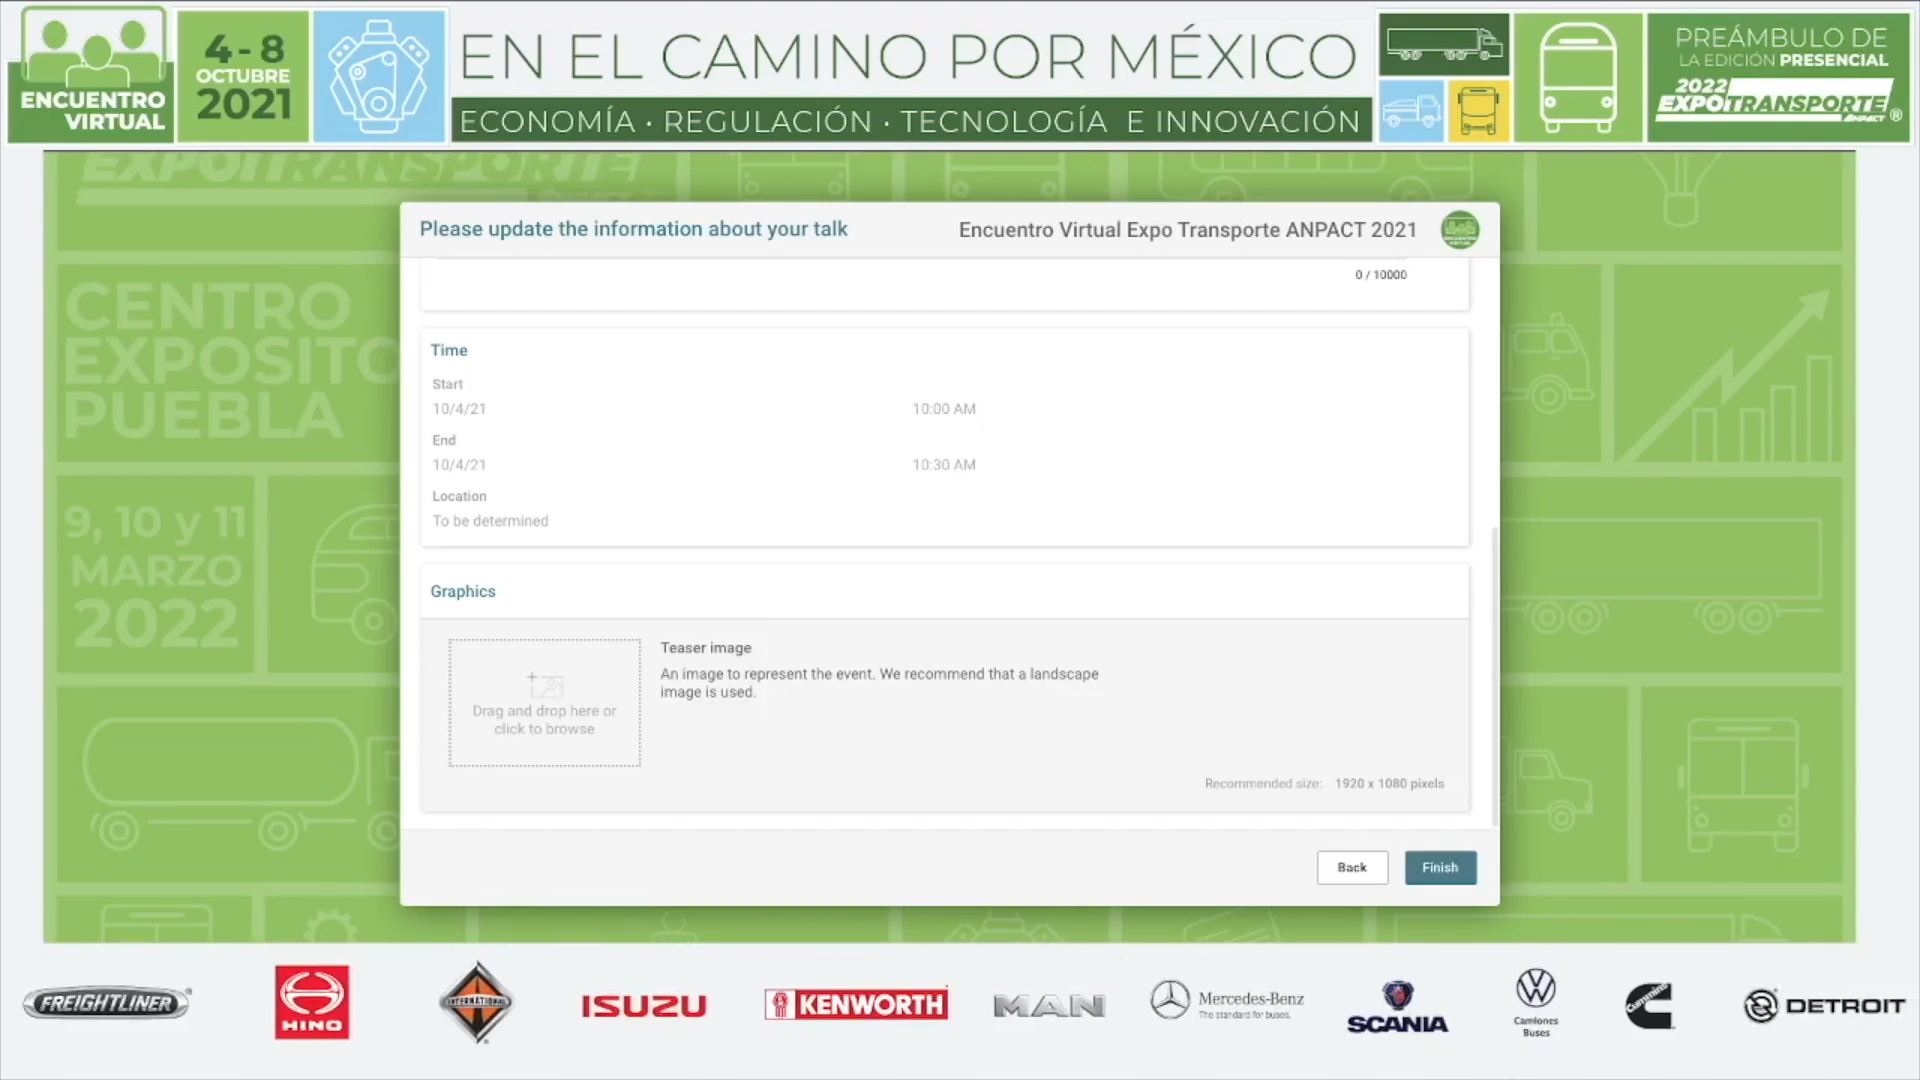 ENCUENTRO
VIRTUAL
4 - 8
OCTUBRE
2021
EN EL CAMINO POR MÉXICO
ECONOMÍA · REGULACIÓN · TECNOLOGÍA E INNOVACIÓN
PREÁMBULO DE
LA EDICIÓN PRESENCIAL
2022
EXPOTRANSPORTE
ANPACT ®
EXPOTRANSPORTE
CENTRO
EXPOSITO
PUEBLA
9, 10 y 11
MARZO
2022
Please update the information about your talk
Encuentro Virtual Expo Transporte ANPACT 2021
0 / 10000
Time
Start
10/4/21 10:00 AM
End
10/4/21 10:30 AM
Location
To be determined
Graphics
Drag and drop here or
click to browse
Teaser image
An image to represent the event. We recommend that a landscape
image is used.
Recommended size: 1920 x 1080 pixels
Back
Finish
FREIGHTLINER
HINO
INTERNATIONAL
ISUZU
KENWORTH
MAN
Mercedes-Benz
The standard for buses.
SCANIA
Camiones
Buses
Cummins
DETROIT